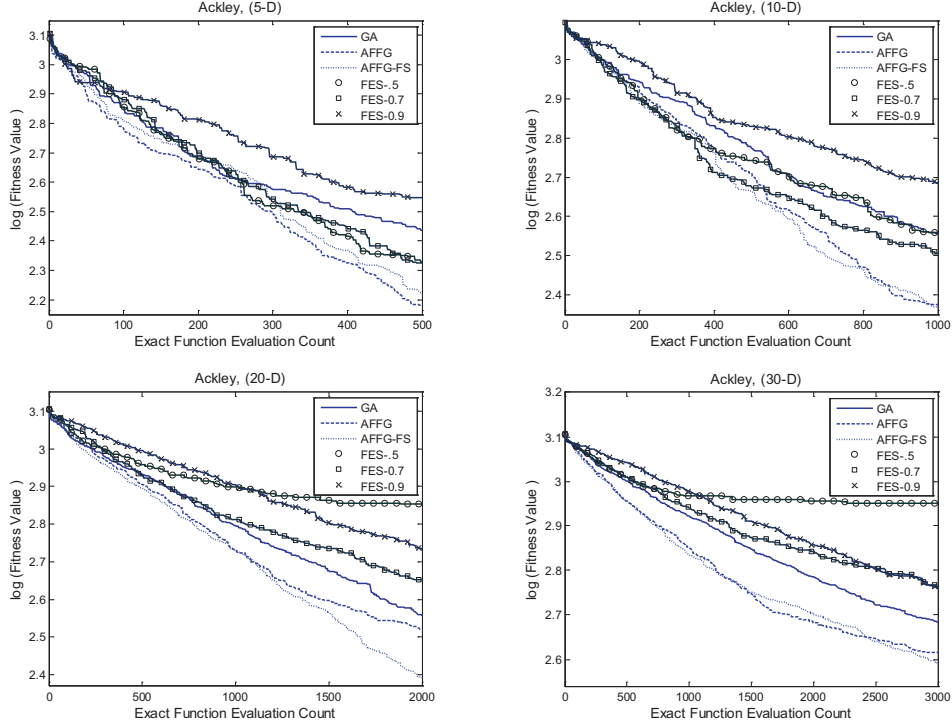 Ackley, (5-D)
3.1
3
2.9
2.8
2.7
2.6
2.5
2.4
2.3
2.2
0
100
200
300
400
500
log (Fitness Value )
Exact Function Evaluation Count
GA
AFFG
AFFG-FS
FES-.5
FES-0.7
FES-0.9
Ackley, (10-D)
3
2.9
2.8
2.7
2.6
2.5
2.4
0
200
400
600
800
1000
log (Fitness Value )
Exact Function Evaluation Count
GA
AFFG
AFFG-FS
FES-.5
FES-0.7
FES-0.9
Ackley, (20-D)
3.1
3
2.9
2.8
2.7
2.6
2.5
2.4
0
500
1000
1500
2000
log (Fitness Value )
Exact Function Evaluation Count
GA
AFFG
AFFG-FS
FES-.5
FES-0.7
FES-0.9
Ackley, (30-D)
3.2
3.1
3
2.9
2.8
2.7
2.6
0
500
1000
1500
2000
2500
3000
log (Fitness Value )
Exact Function Evaluation Count
GA
AFFG
AFFG-FS
FES-.5
FES-0.7
FES-0.9